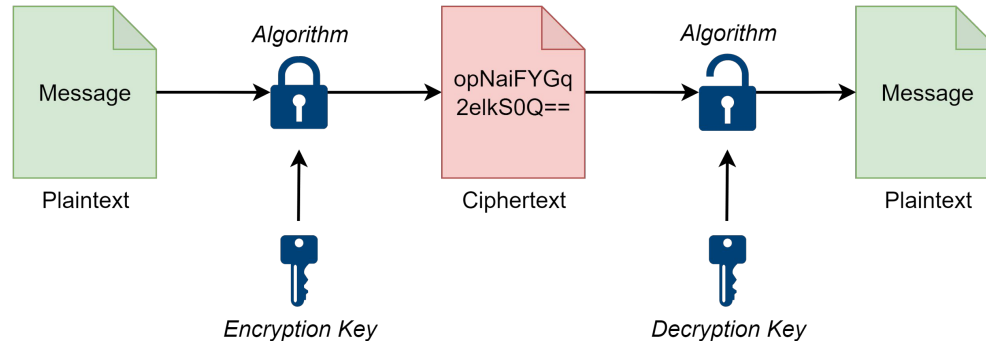 Algorithm
Algorithm
Message
opNaiFYGq
2elkS0Q==
Message
Plaintext
Ciphertext
Plaintext
Encryption Key
Decryption Key